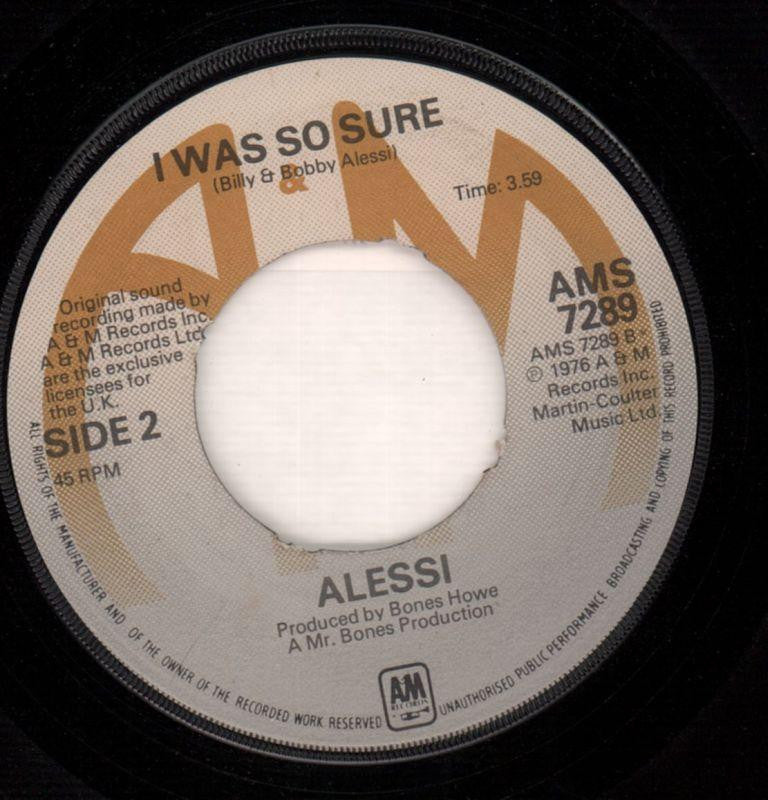 I WAS SO SURE
(Billy & Bobby Alessi)
Time: 3.59
A&M
Original sound
recording made by
A & M Records Inc.
A & M Records Ltd.
are the exclusive
licensees for
the U.K.
SIDE 2
45 RPM
AMS
7289
AMS 7289 B
℗ 1976 A & M
Records Inc.
Martin-Coulter
Music Ltd.
ALESSI
Produced by Bones Howe
A Mr. Bones Production
A&M
RECORDS
ALL RIGHTS OF THE MANUFACTURER AND OF THE OWNER OF THE RECORDED WORK RESERVED UNAUTHORISED PUBLIC PERFORMANCE BROADCASTING AND COPYING OF THIS RECORD PROHIBITED